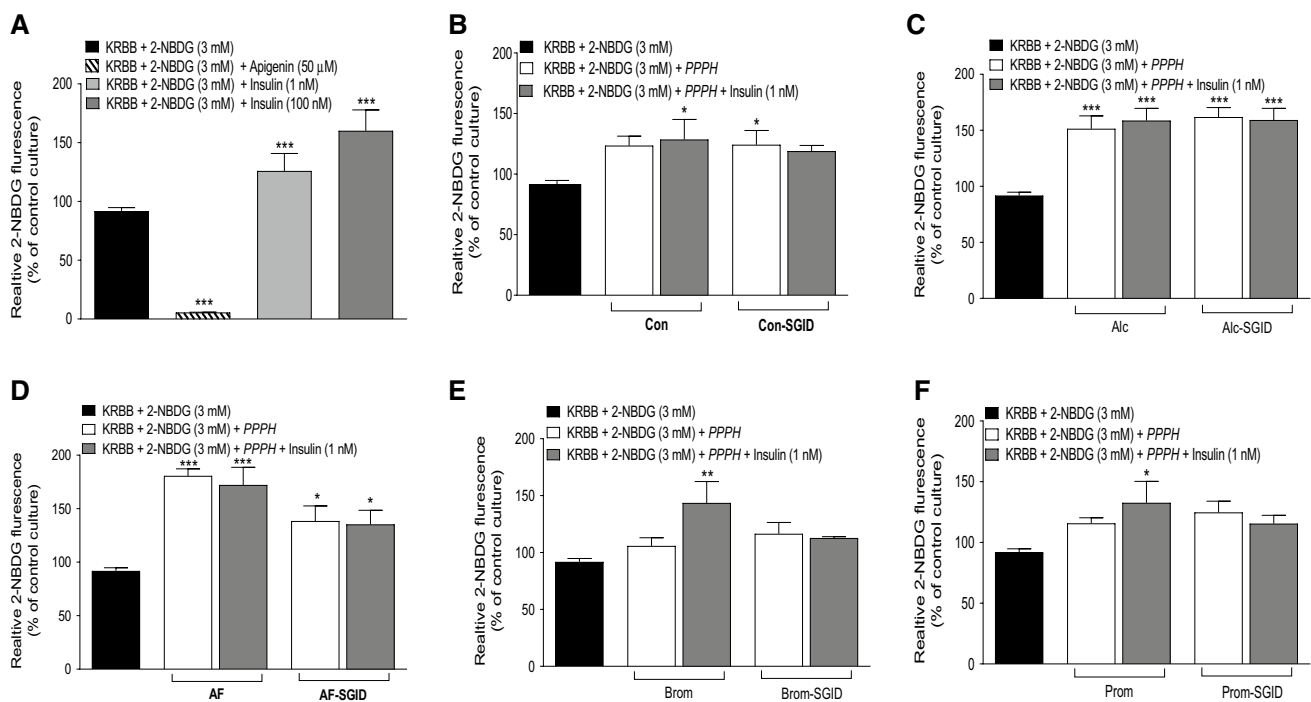 A
KRBB + 2-NBDG (3 mM)
KRBB + 2-NBDG (3 mM) + Apigenin (50 µM)
KRBB + 2-NBDG (3 mM) + Insulin (1 nM)
KRBB + 2-NBDG (3 mM) + Insulin (100 nM)
Realtive 2-NBDG flurescence
(% of control culture)
200
150
100
50
0
***
***
***
B
KRBB + 2-NBDG (3 mM)
KRBB + 2-NBDG (3 mM) + PPPH
KRBB + 2-NBDG (3 mM) + PPPH + Insulin (1 nM)
Realtive 2-NBDG flurescence
(% of control culture)
200
150
100
50
0
*
*
Con
Con-SGID
C
KRBB + 2-NBDG (3 mM)
KRBB + 2-NBDG (3 mM) + PPPH
KRBB + 2-NBDG (3 mM) + PPPH + Insulin (1 nM)
Realtive 2-NBDG flurescence
(% of control culture)
200
150
100
50
0
***
***
***
***
Alc
Alc-SGID
D
KRBB + 2-NBDG (3 mM)
KRBB + 2-NBDG (3 mM) + PPPH
KRBB + 2-NBDG (3 mM) + PPPH + Insulin (1 nM)
Realtive 2-NBDG flurescence
(% of control culture)
200
150
100
50
0
***
***
*
*
AF
AF-SGID
E
KRBB + 2-NBDG (3 mM)
KRBB + 2-NBDG (3 mM) + PPPH
KRBB + 2-NBDG (3 mM) + PPPH + Insulin (1 nM)
Realtive 2-NBDG flurescence
(% of control culture)
200
150
100
50
0
**
Brom
Brom-SGID
F
KRBB + 2-NBDG (3 mM)
KRBB + 2-NBDG (3 mM) + PPPH
KRBB + 2-NBDG (3 mM) + PPPH + Insulin (1 nM)
Realtive 2-NBDG flurescence
(% of control culture)
200
150
100
50
0
*
Prom
Prom-SGID